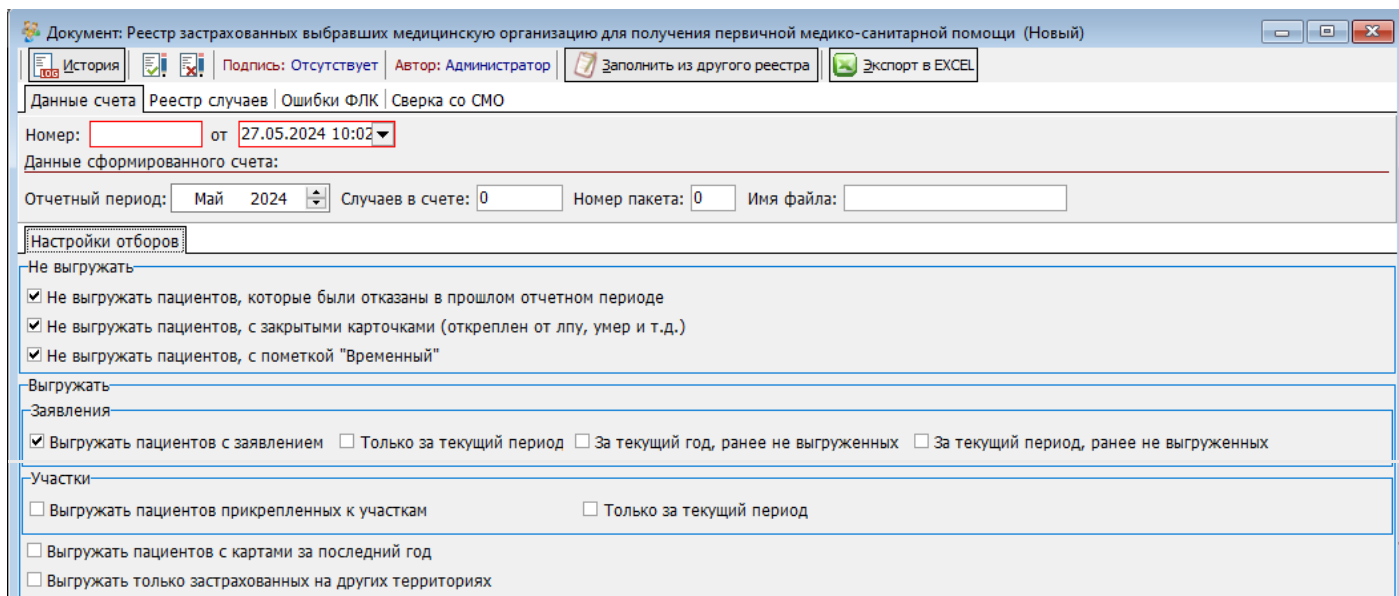 Документ: Реестр застрахованных выбравших медицинскую организацию для получения первичной медико-санитарной помощи (Новый)
LOG История Подпись: Отсутствует Автор: Администратор Заполнить из другого реестра Экспорт в EXCEL
Данные счета Реестр случаев Ошибки ФЛК Сверка со СМО
Номер: от 27.05.2024 10:02
Данные сформированного счета:
Отчетный период: Май 2024 Случаев в счете: 0 Номер пакета: 0 Имя файла:
Настройки отборов
Не выгружать
Не выгружать пациентов, которые были отказаны в прошлом отчетном периоде
Не выгружать пациентов, с закрытыми карточками (откреплен от лпу, умер и т.д.)
Не выгружать пациентов, с пометкой "Временный"
Выгружать
Заявления
Выгружать пациентов с заявлением Только за текущий период За текущий год, ранее не выгруженных За текущий период, ранее не выгруженных
Участки
Выгружать пациентов прикрепленных к участкам Только за текущий период
Выгружать пациентов с картами за последний год
Выгружать только застрахованных на других территориях